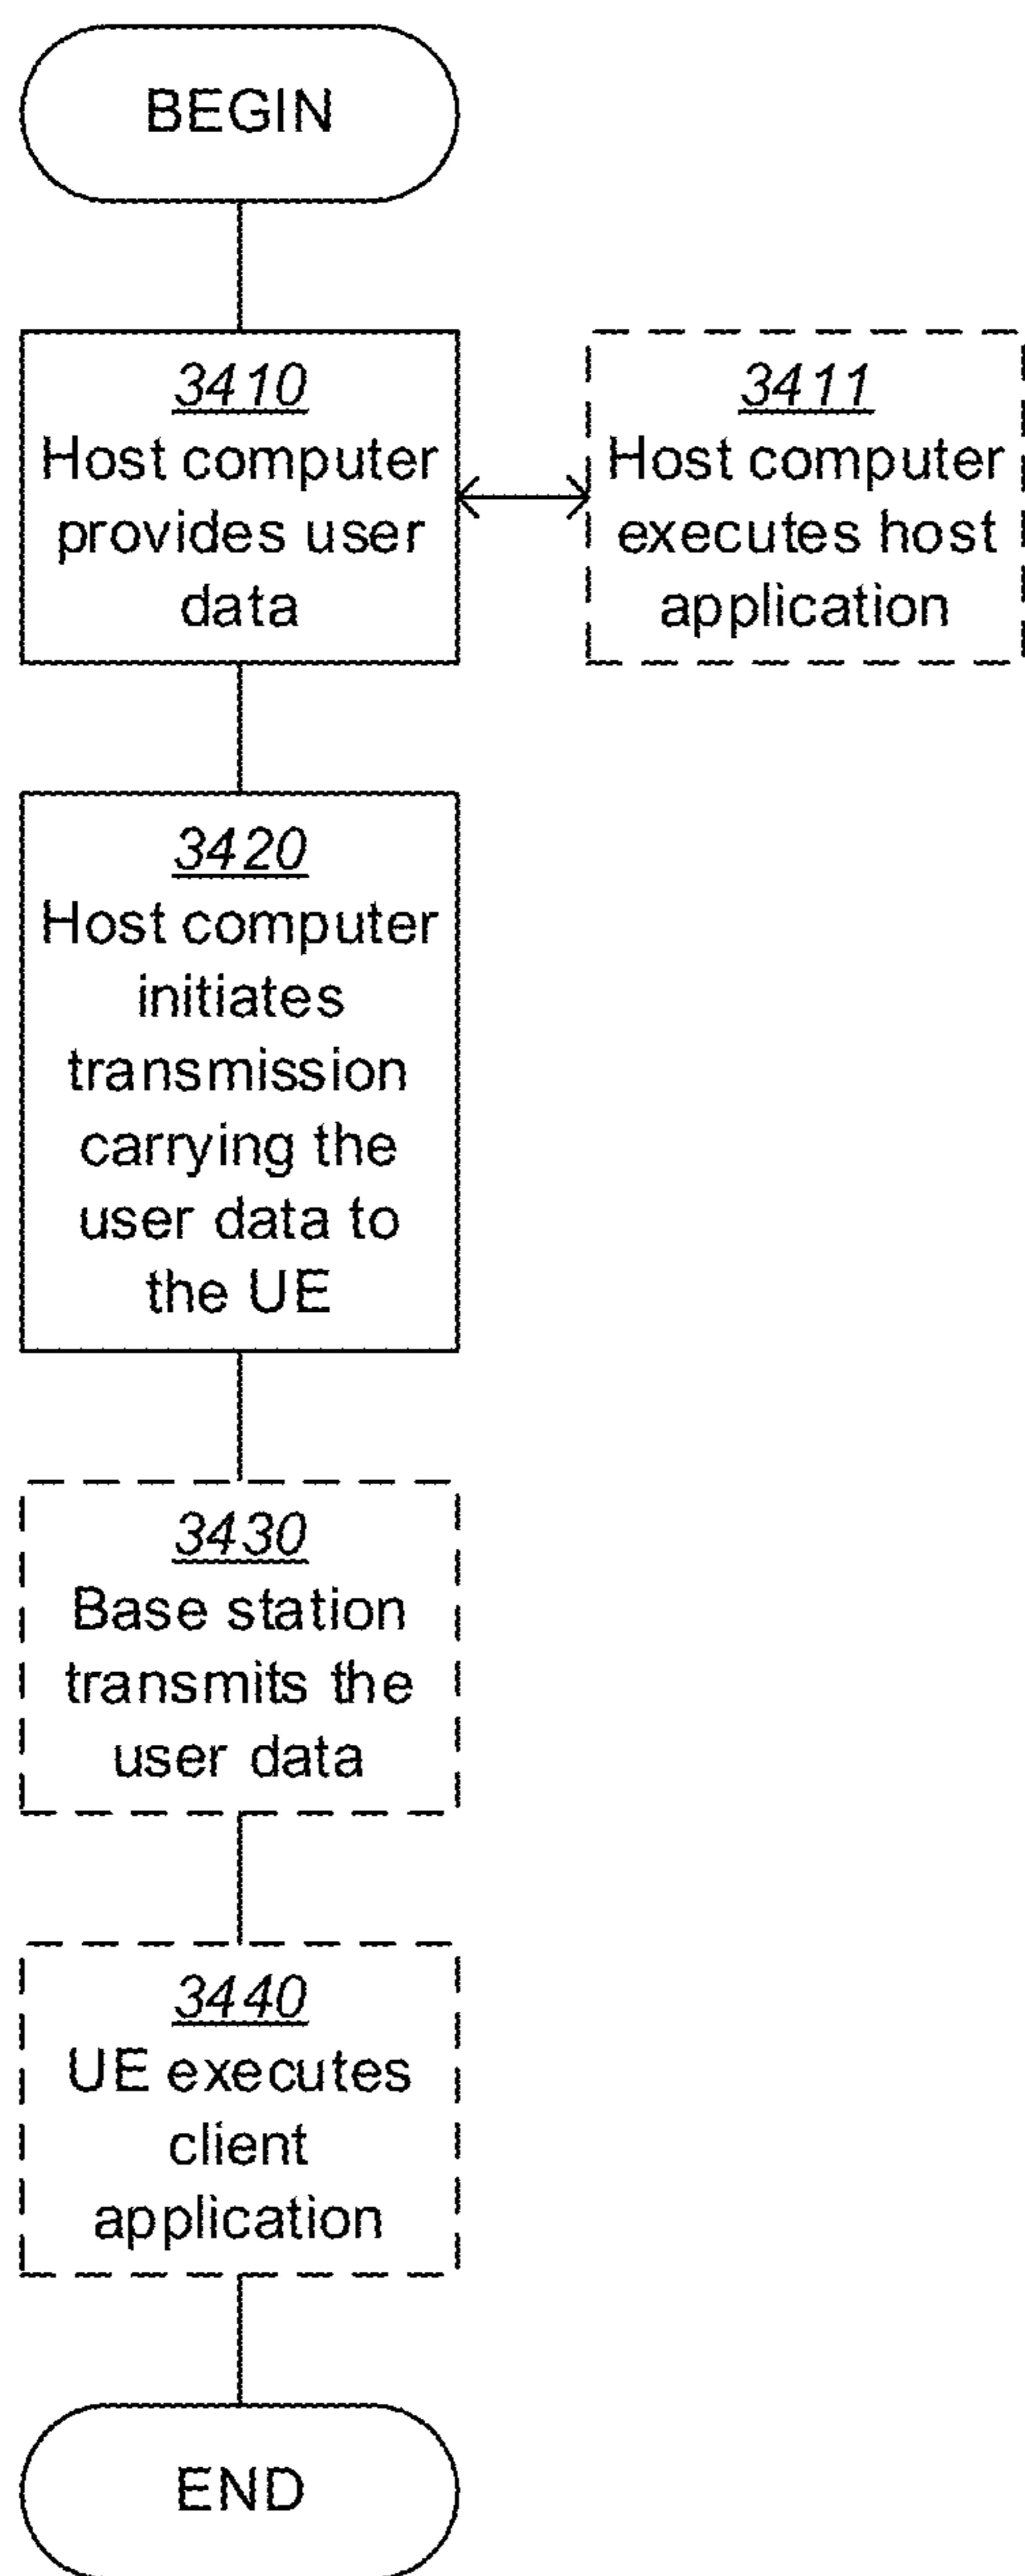 BEGIN
3410
Host computer
provides user
data
3411
Host computer
executes host
application
3420
Host computer
initiates
transmission
carrying the
user data to
the UE
3430
Base station
transmits the
user data
3440
UE executes
client
application
END